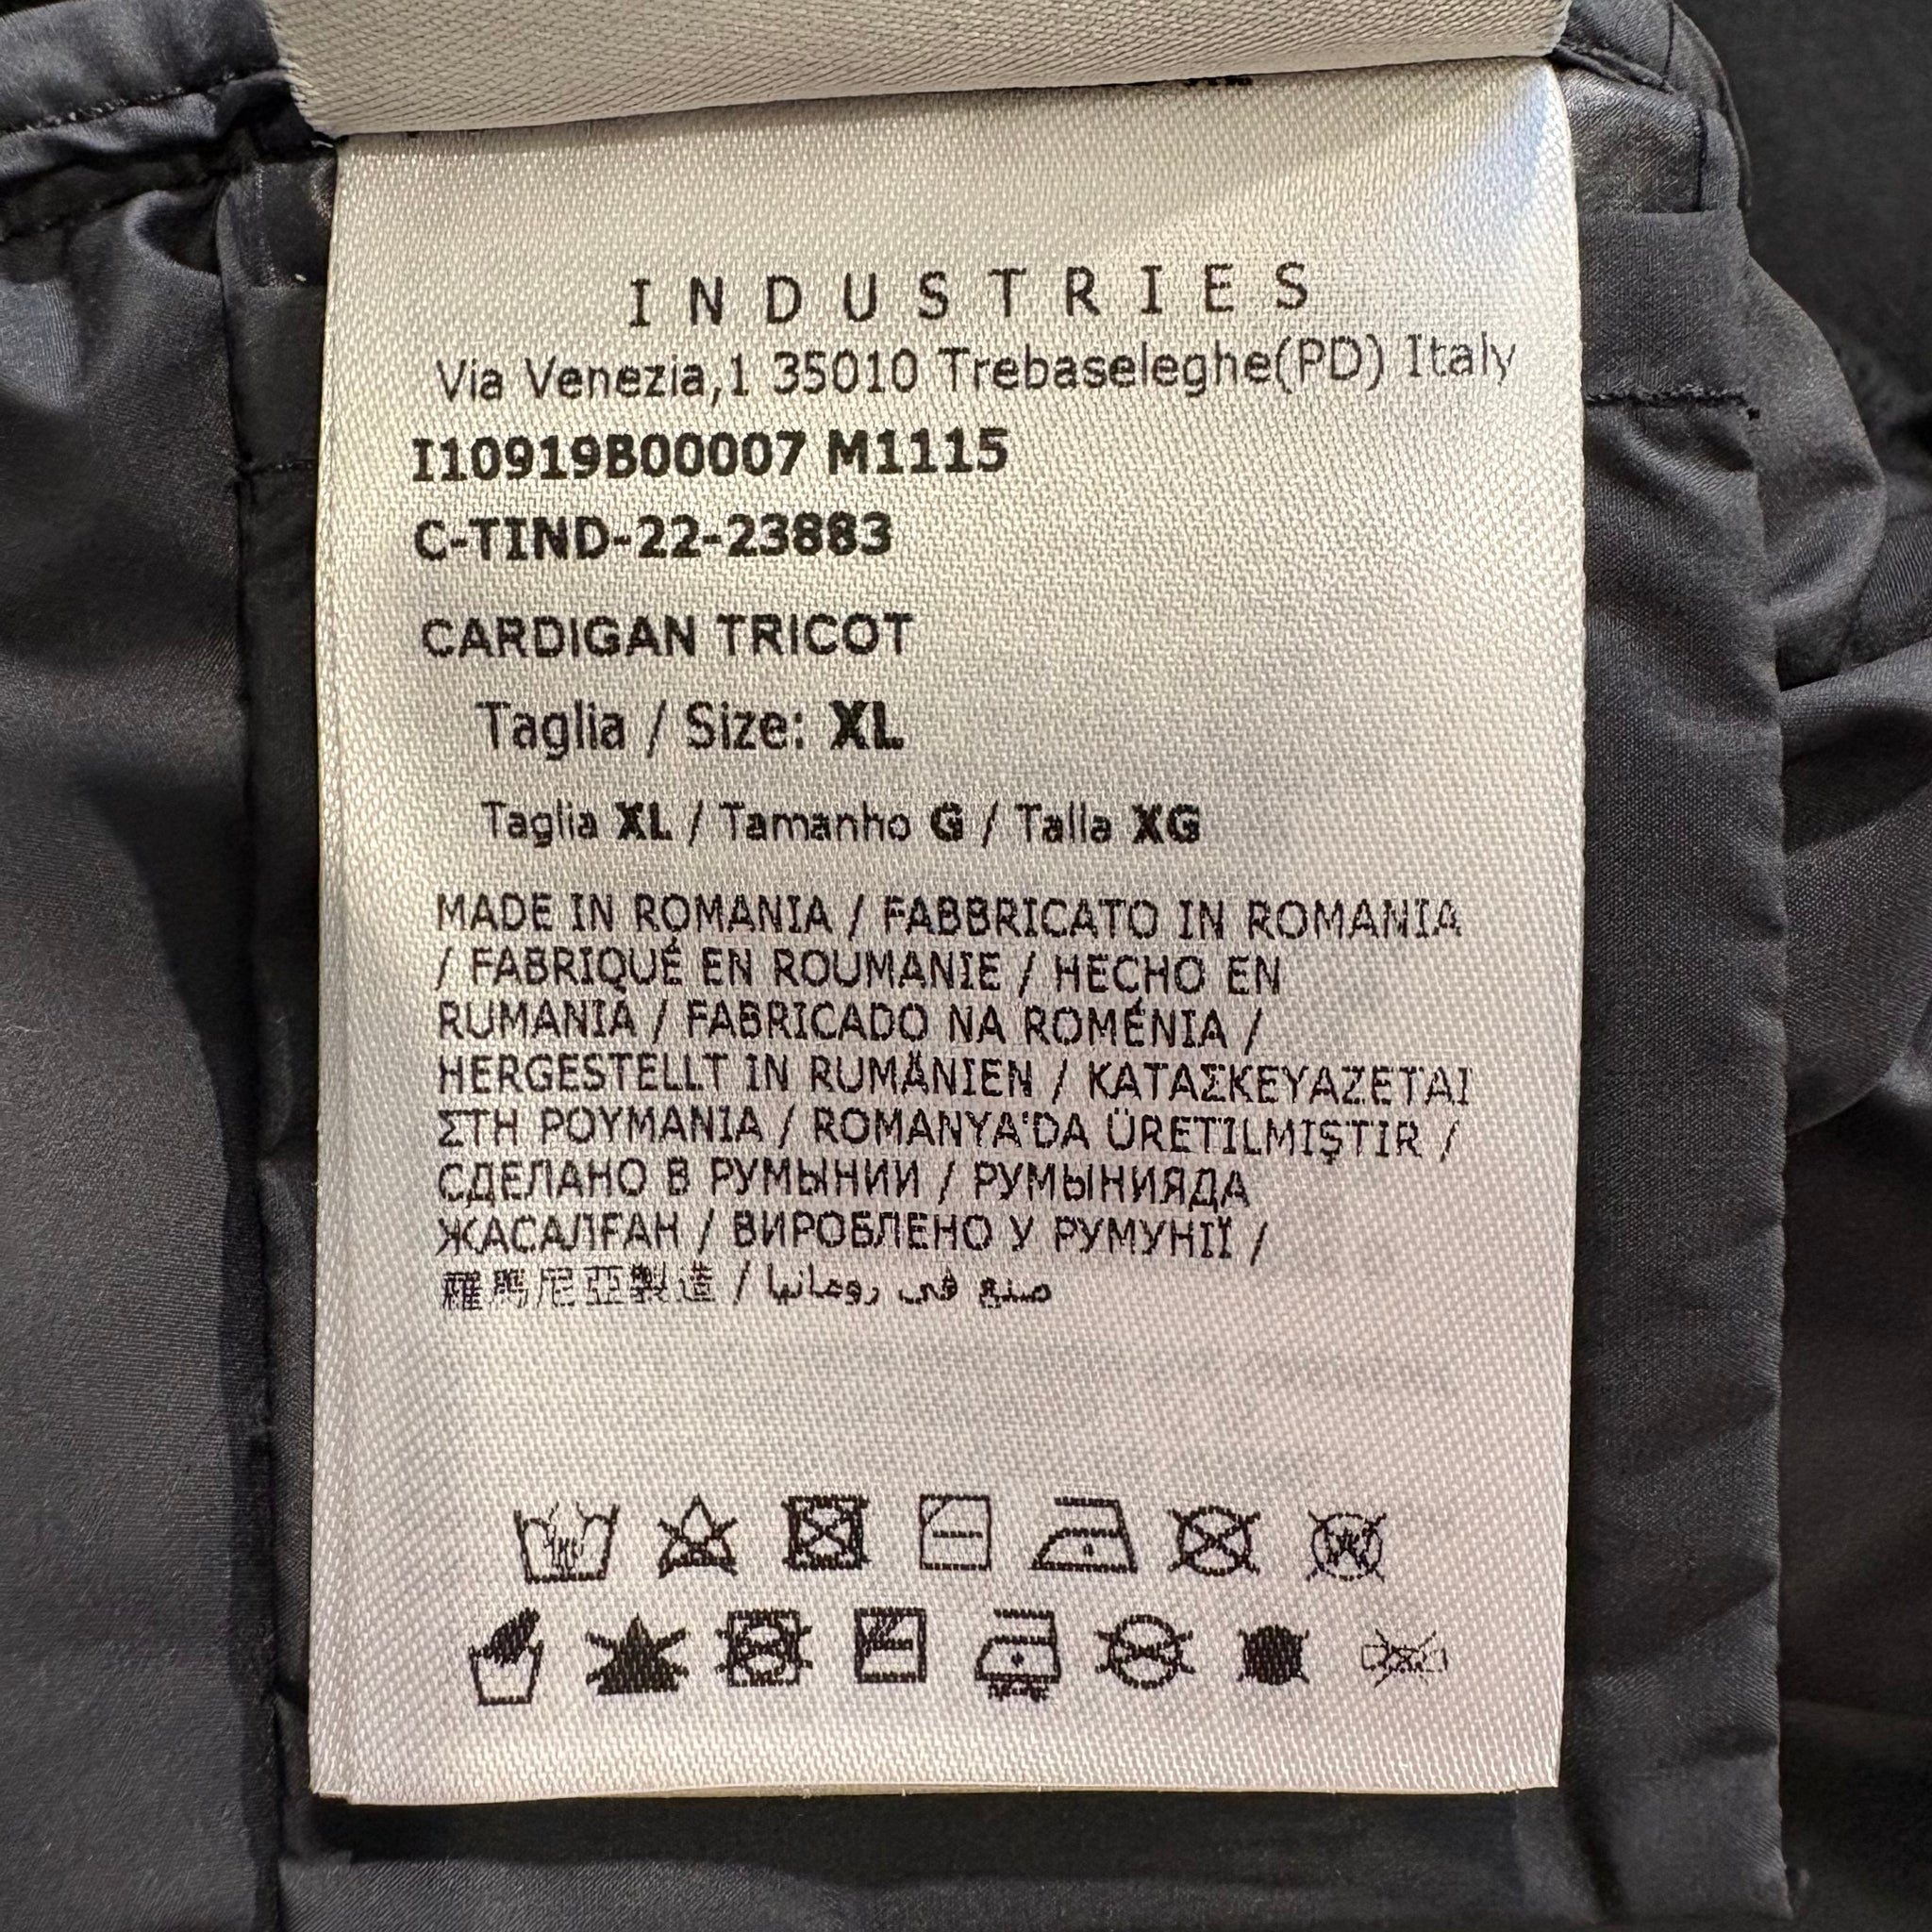 INDUSTRIES
Via Venezia,1 35010 Trebaseleghe(PD) Italy
I10919B00007 M1115
C-TIND-22-23883
CARDIGAN TRICOT
Taglia / Size: XL
Taglia XL / Tamanho G / Talla XG
MADE IN ROMANIA / FABBRICATO IN ROMANIA
/ FABRIQUÉ EN ROUMANIE / HECHO EN
RUMANIA / FABRICADO NA ROMÉNIA /
HERGESTELLT IN RUMÄNIEN / ΚΑΤΑΣΚΕΥΑΖΕΤΑΙ
ΣΤΗ ΡΟΥΜΑΝΙΑ / ROMANYA'DA ÜRETILMIŞTIR /
СДЕЛАНО В РУМЫНИИ / РУМЫНИЯДА
ЖАСАЛҒАН / ВИРОБЛЕНО У РУМУНІЇ /
羅馬尼亞製造 / صنع في رومانيا